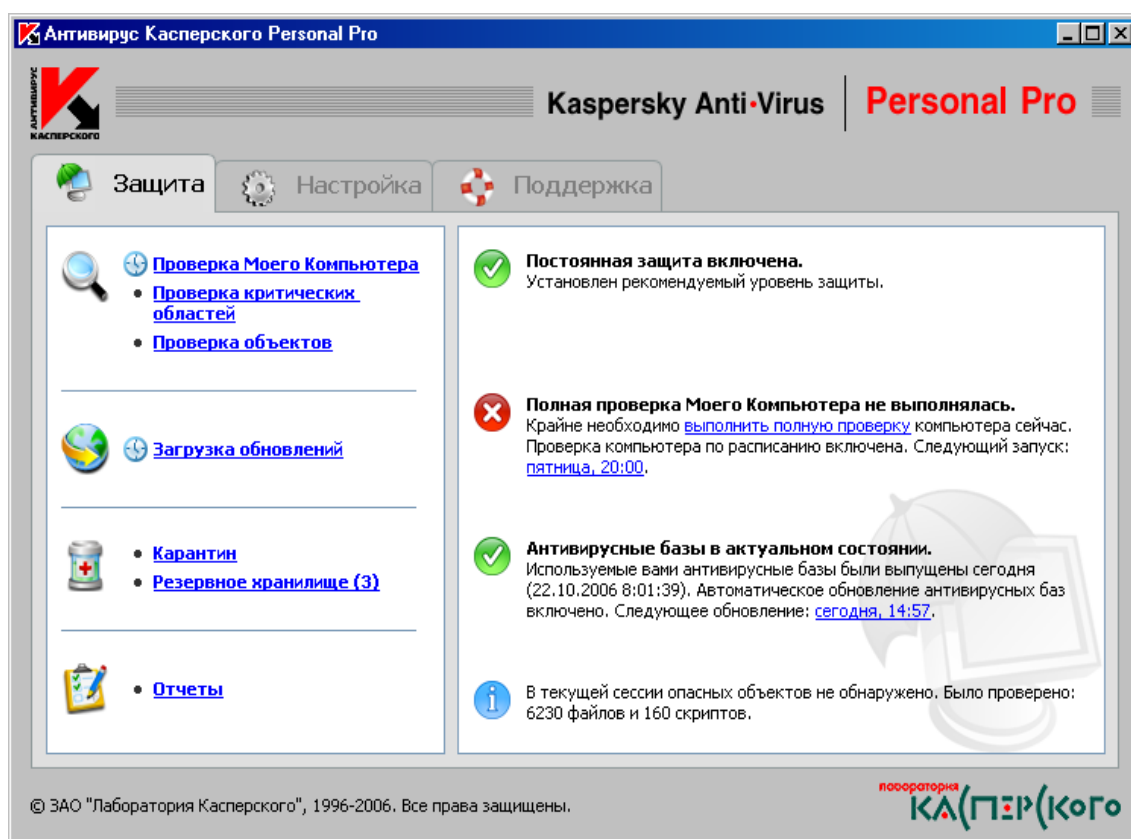 Антивирус Касперского Personal Pro
АНТИВИРУС
КАСПЕРСКОГО
Kaspersky Anti•Virus
Personal Pro
Защита
Настройка
Поддержка
Проверка Моего Компьютера
• Проверка критических
областей
• Проверка объектов
Загрузка обновлений
• Карантин
• Резервное хранилище (3)
• Отчеты
Постоянная защита включена.
Установлен рекомендуемый уровень защиты.
Полная проверка Моего Компьютера не выполнялась.
Крайне необходимо выполнить полную проверку компьютера сейчас.
Проверка компьютера по расписанию включена. Следующий запуск:
пятница, 20:00.
Антивирусные базы в актуальном состоянии.
Используемые вами антивирусные базы были выпущены сегодня
(22.10.2006 8:01:39). Автоматическое обновление антивирусных баз
включено. Следующее обновление: сегодня, 14:57.
В текущей сессии опасных объектов не обнаружено. Было проверено:
6230 файлов и 160 скриптов.
© ЗАО "Лаборатория Касперского", 1996-2006. Все права защищены.
лаборатория
КАСПЕРСКОГО